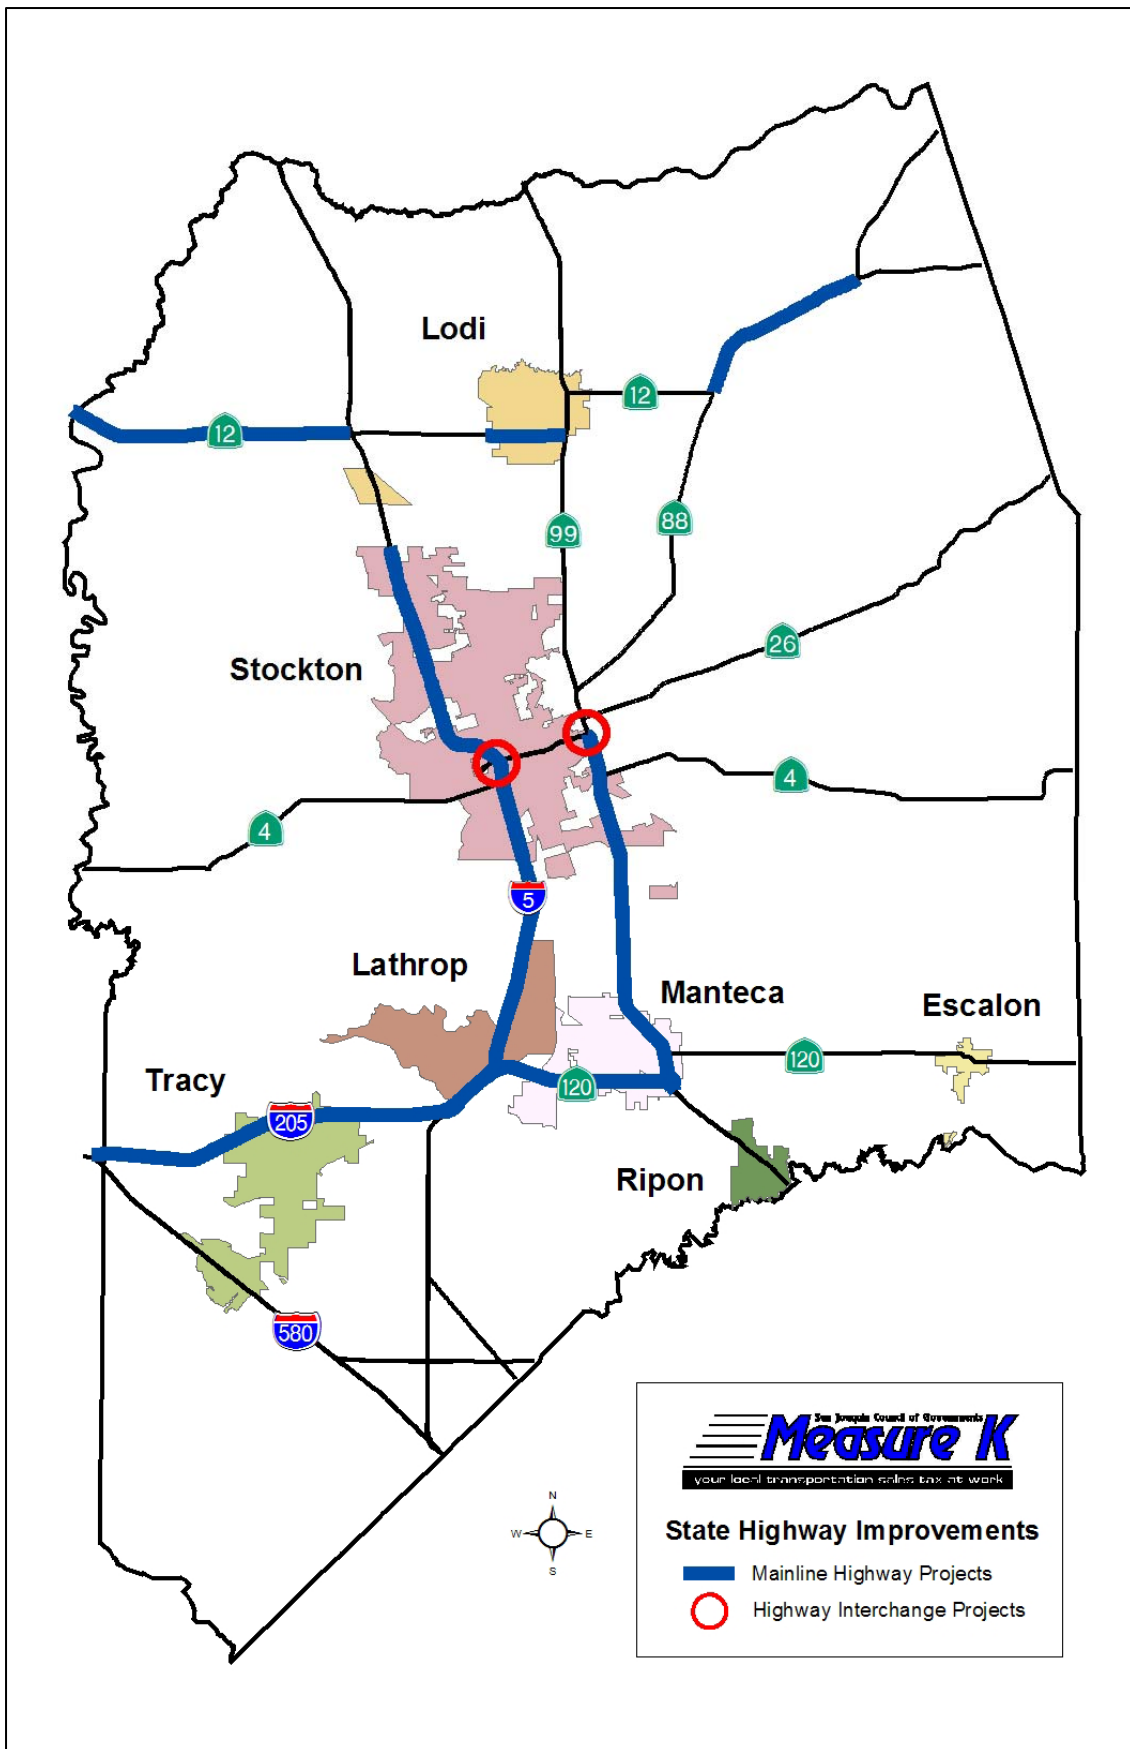 Lodi
12
12
99
88
26
Stockton
4
4
5
Lathrop
Manteca
Escalon
120
120
Tracy
205
Ripon
580
San Joaquin Council of Governments
Measure K
your local transportation sales tax at work
N
W E
S
State Highway Improvements
Mainline Highway Projects
Highway Interchange Projects